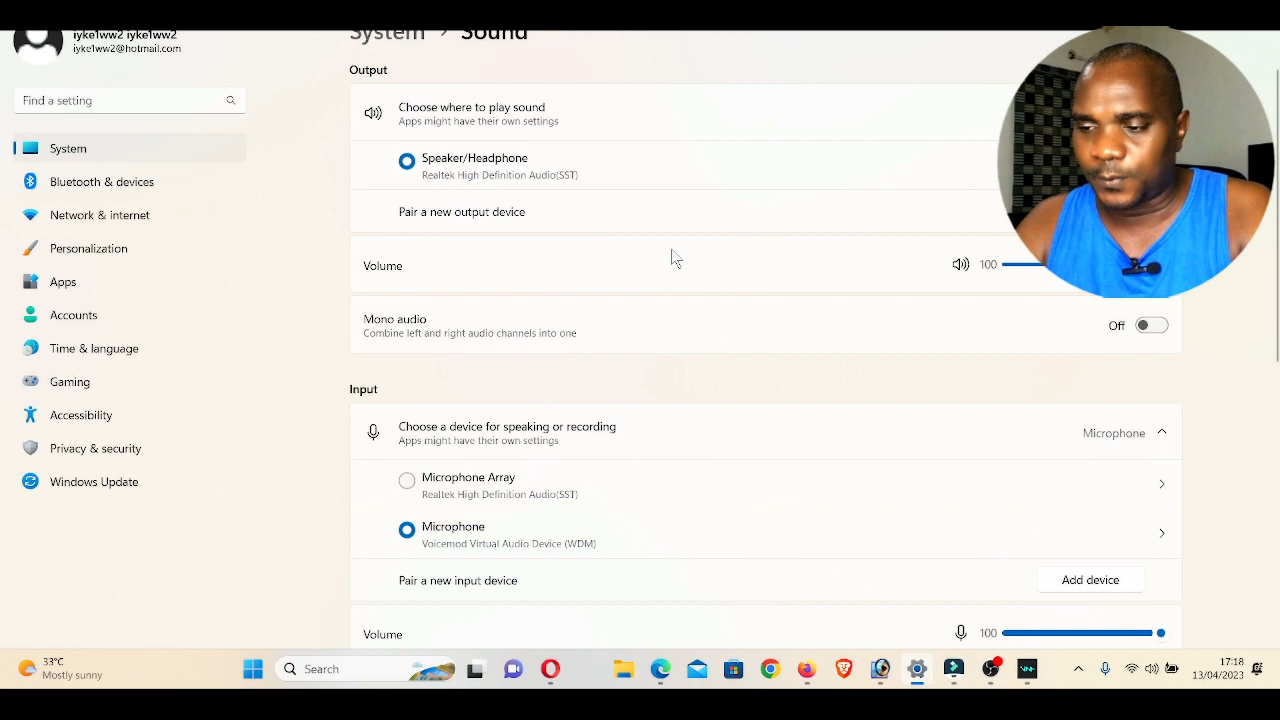 iyke1ww2 iyke1ww2
iyke1ww2@hotmail.com
Find a setting
System
Bluetooth & devices
Network & internet
Personalization
Apps
Accounts
Time & language
Gaming
Accessibility
Privacy & security
Windows Update
System > Sound
Output
Choose where to play sound
Apps might have their own settings
Speaker/Headphone
Realtek High Definition Audio(SST)
Pair a new output device
Volume
100
Mono audio
Combine left and right audio channels into one
Off
Input
Choose a device for speaking or recording
Apps might have their own settings
Microphone
Microphone Array
Realtek High Definition Audio(SST)
Microphone
Voicemod Virtual Audio Device (WDM)
Pair a new input device
Add device
Volume
100
33°C
Mostly sunny
Search
17:18
13/04/2023